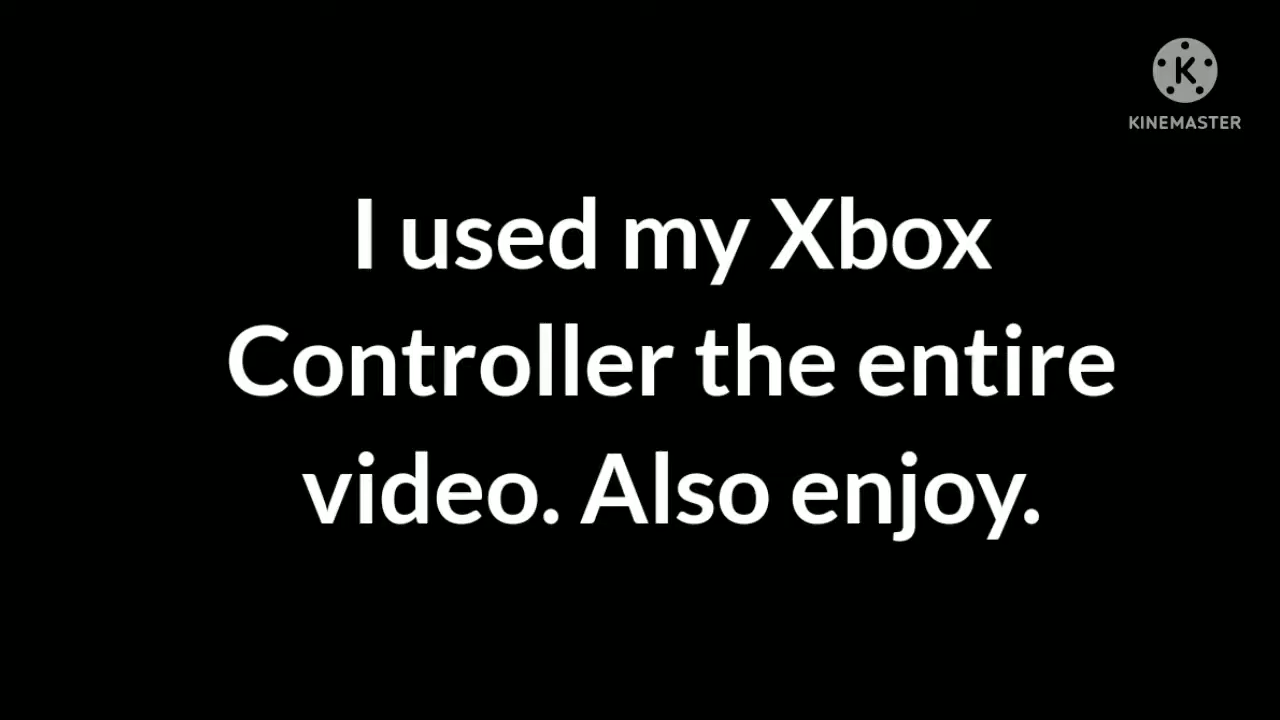 K
KINEMASTER
I used my Xbox
Controller the entire
video. Also enjoy.